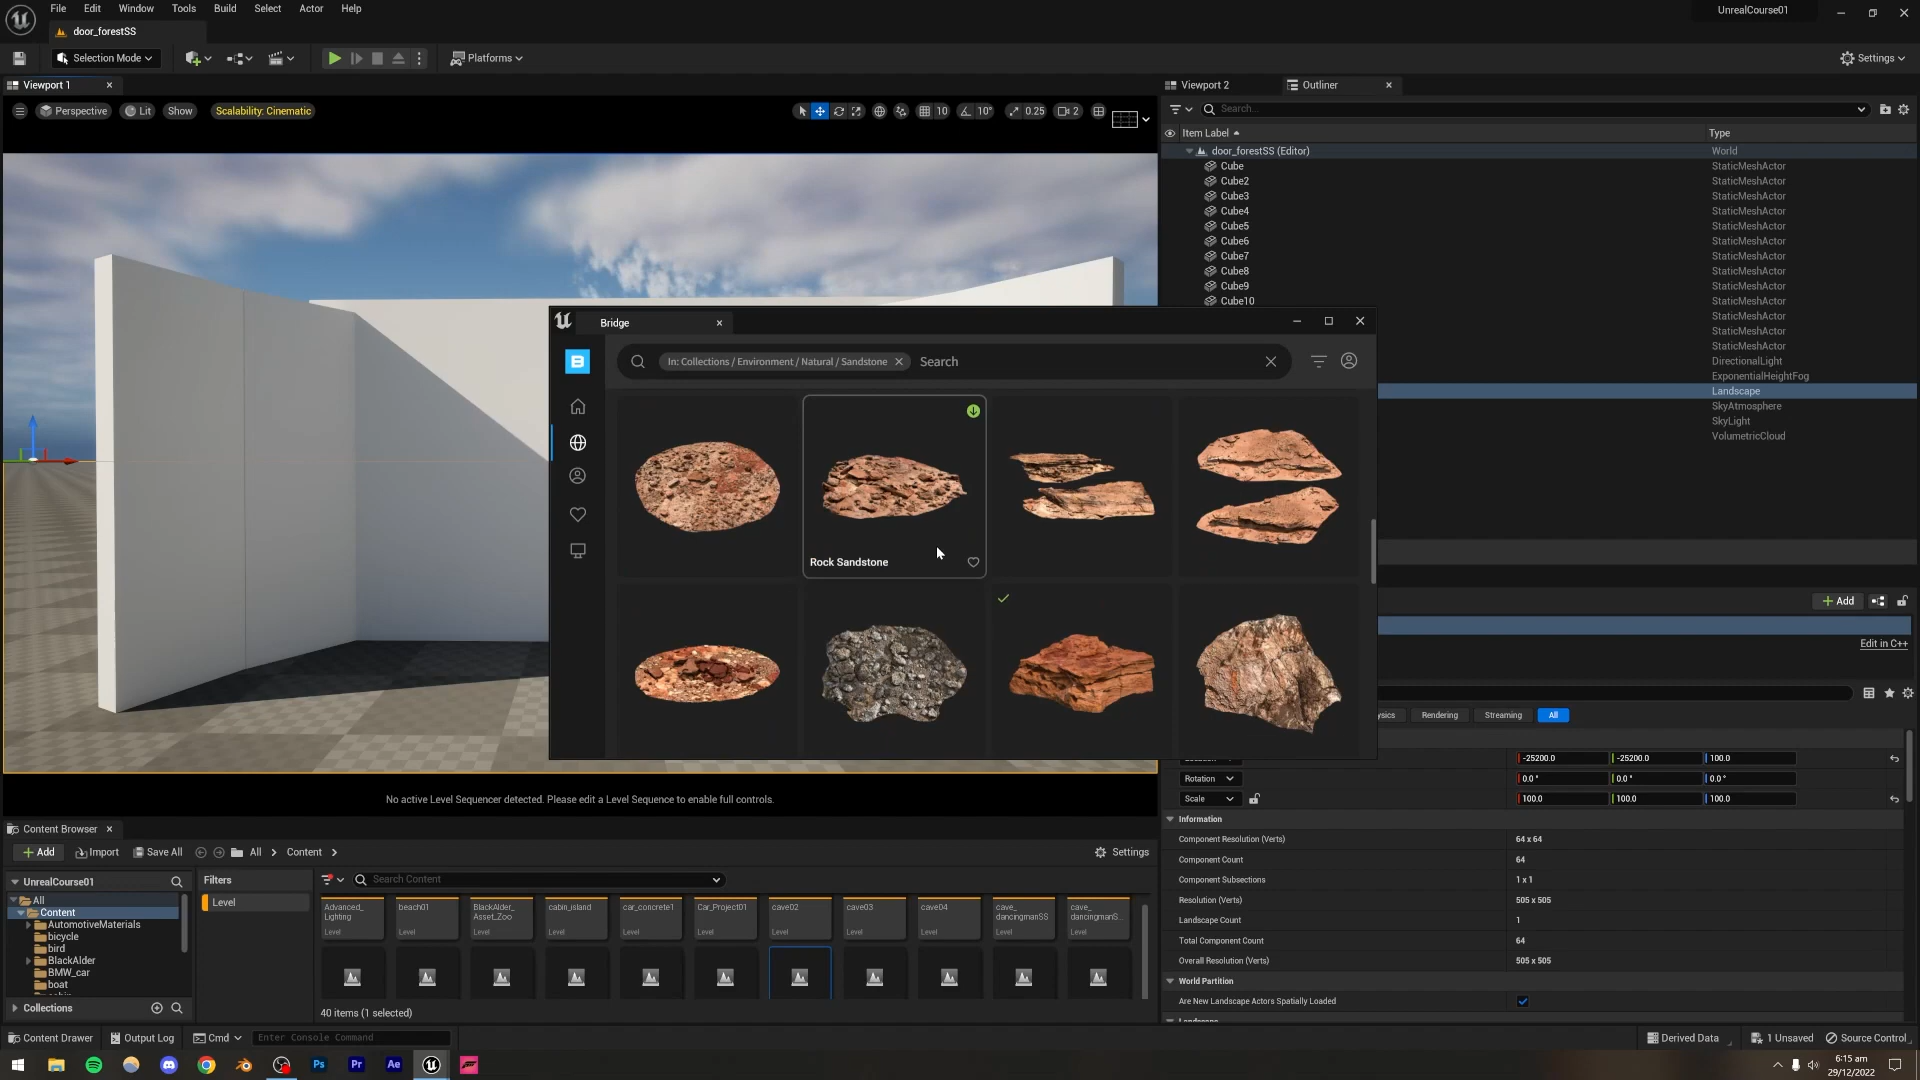 File Edit Window Tools Build Select Actor Help
UnrealCourse01
door_forestSS
Selection Mode
Platforms
Settings
Viewport 1
Viewport 2
Outliner
Perspective
Lit
Show
Scalability: Cinematic
10
10°
0.25
2
Search...
Item Label
Type
door_forestSS (Editor)
World
Cube
StaticMeshActor
Cube2
StaticMeshActor
Cube3
StaticMeshActor
Cube4
StaticMeshActor
Cube5
StaticMeshActor
Cube6
StaticMeshActor
Cube7
StaticMeshActor
Cube8
StaticMeshActor
Cube9
StaticMeshActor
Cube10
StaticMeshActor
StaticMeshActor
StaticMeshActor
StaticMeshActor
DirectionalLight
ExponentialHeightFog
Landscape
SkyAtmosphere
SkyLight
VolumetricCloud
Bridge
In: Collections / Environment / Natural / Sandstone
Search
Rock Sandstone
Add
Edit in C++
Rendering
Streaming
All
-25200.0
-25200.0
100.0
Rotation
0.0 °
0.0 °
0.0 °
Scale
100.0
100.0
100.0
Information
Component Resolution (Verts)
64 x 64
Component Count
64
Component Subsections
1 x 1
Resolution (Verts)
505 x 505
Landscape Count
1
Total Component Count
64
Overall Resolution (Verts)
505 x 505
World Partition
Are New Landscape Actors Spatially Loaded
No active Level Sequencer detected. Please edit a Level Sequence to enable full controls.
Content Browser
Add
Import
Save All
All
Content
Settings
UnrealCourse01
All
Content
AutomotiveMaterials
bicycle
bird
BlackAlder
BMW_car
boat
Collections
Filters
Level
Search Content
Advanced_
Lighting
Level
beach01
Level
BlackAlder_
Asset_Zoo
Level
cabin_island
Level
car_concrete1
Level
Car_Project01
Level
cave02
Level
cave03
Level
cave04
Level
cave_
dancingmanSS
Level
cave_
dancingmanS...
Level
40 items (1 selected)
Content Drawer
Output Log
Cmd
Enter Console Command
Derived Data
1 Unsaved
Source Control
Ps
Pr
Ae
6:15 am
29/12/2022